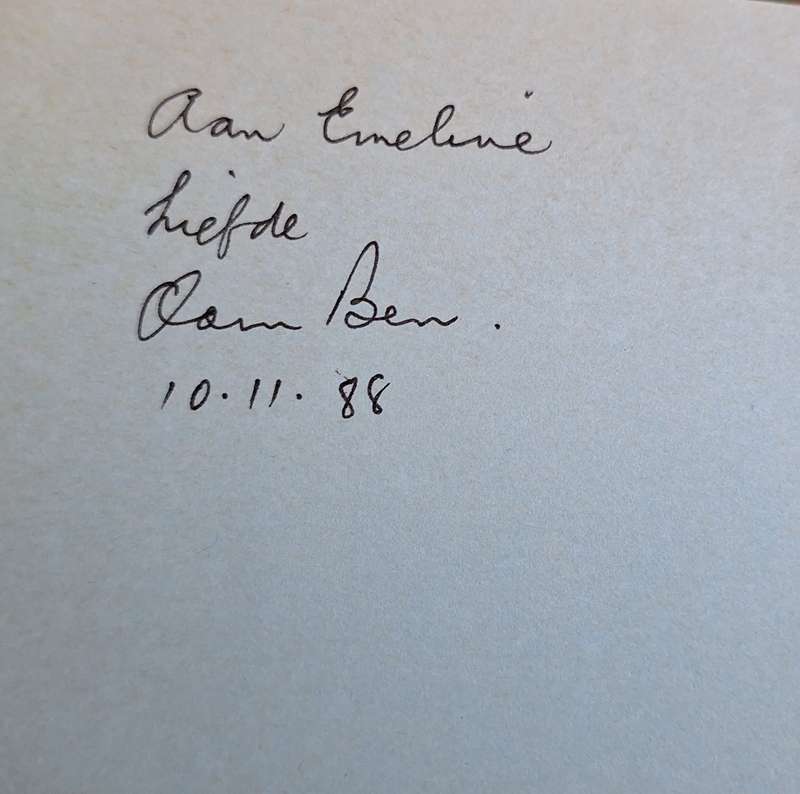 Aan Emeline
Liefde
Oom Ben.
10.11.88